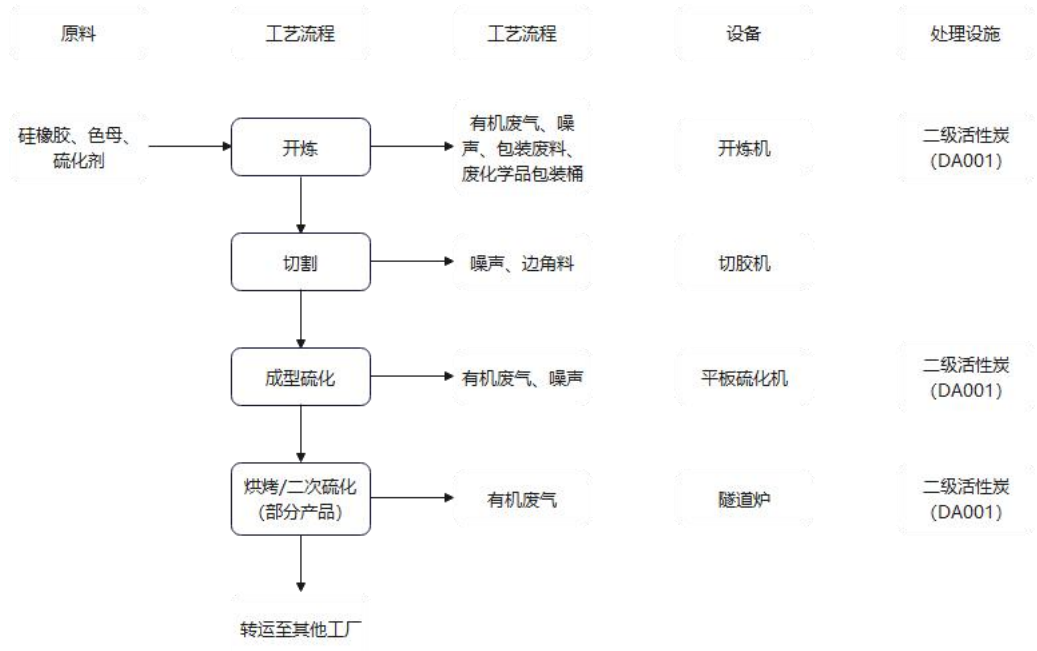 原料
工艺流程
工艺流程
设备
处理设施
硅橡胶、色母、
硫化剂
开炼
有机废气、噪
声、包装废料、
废化学品包装桶
开炼机
二级活性炭
(DA001)
切割
噪声、边角料
切胶机
成型硫化
有机废气、噪声
平板硫化机
二级活性炭
(DA001)
烘烤/二次硫化
(部分产品)
有机废气
隧道炉
二级活性炭
(DA001)
转运至其他工厂